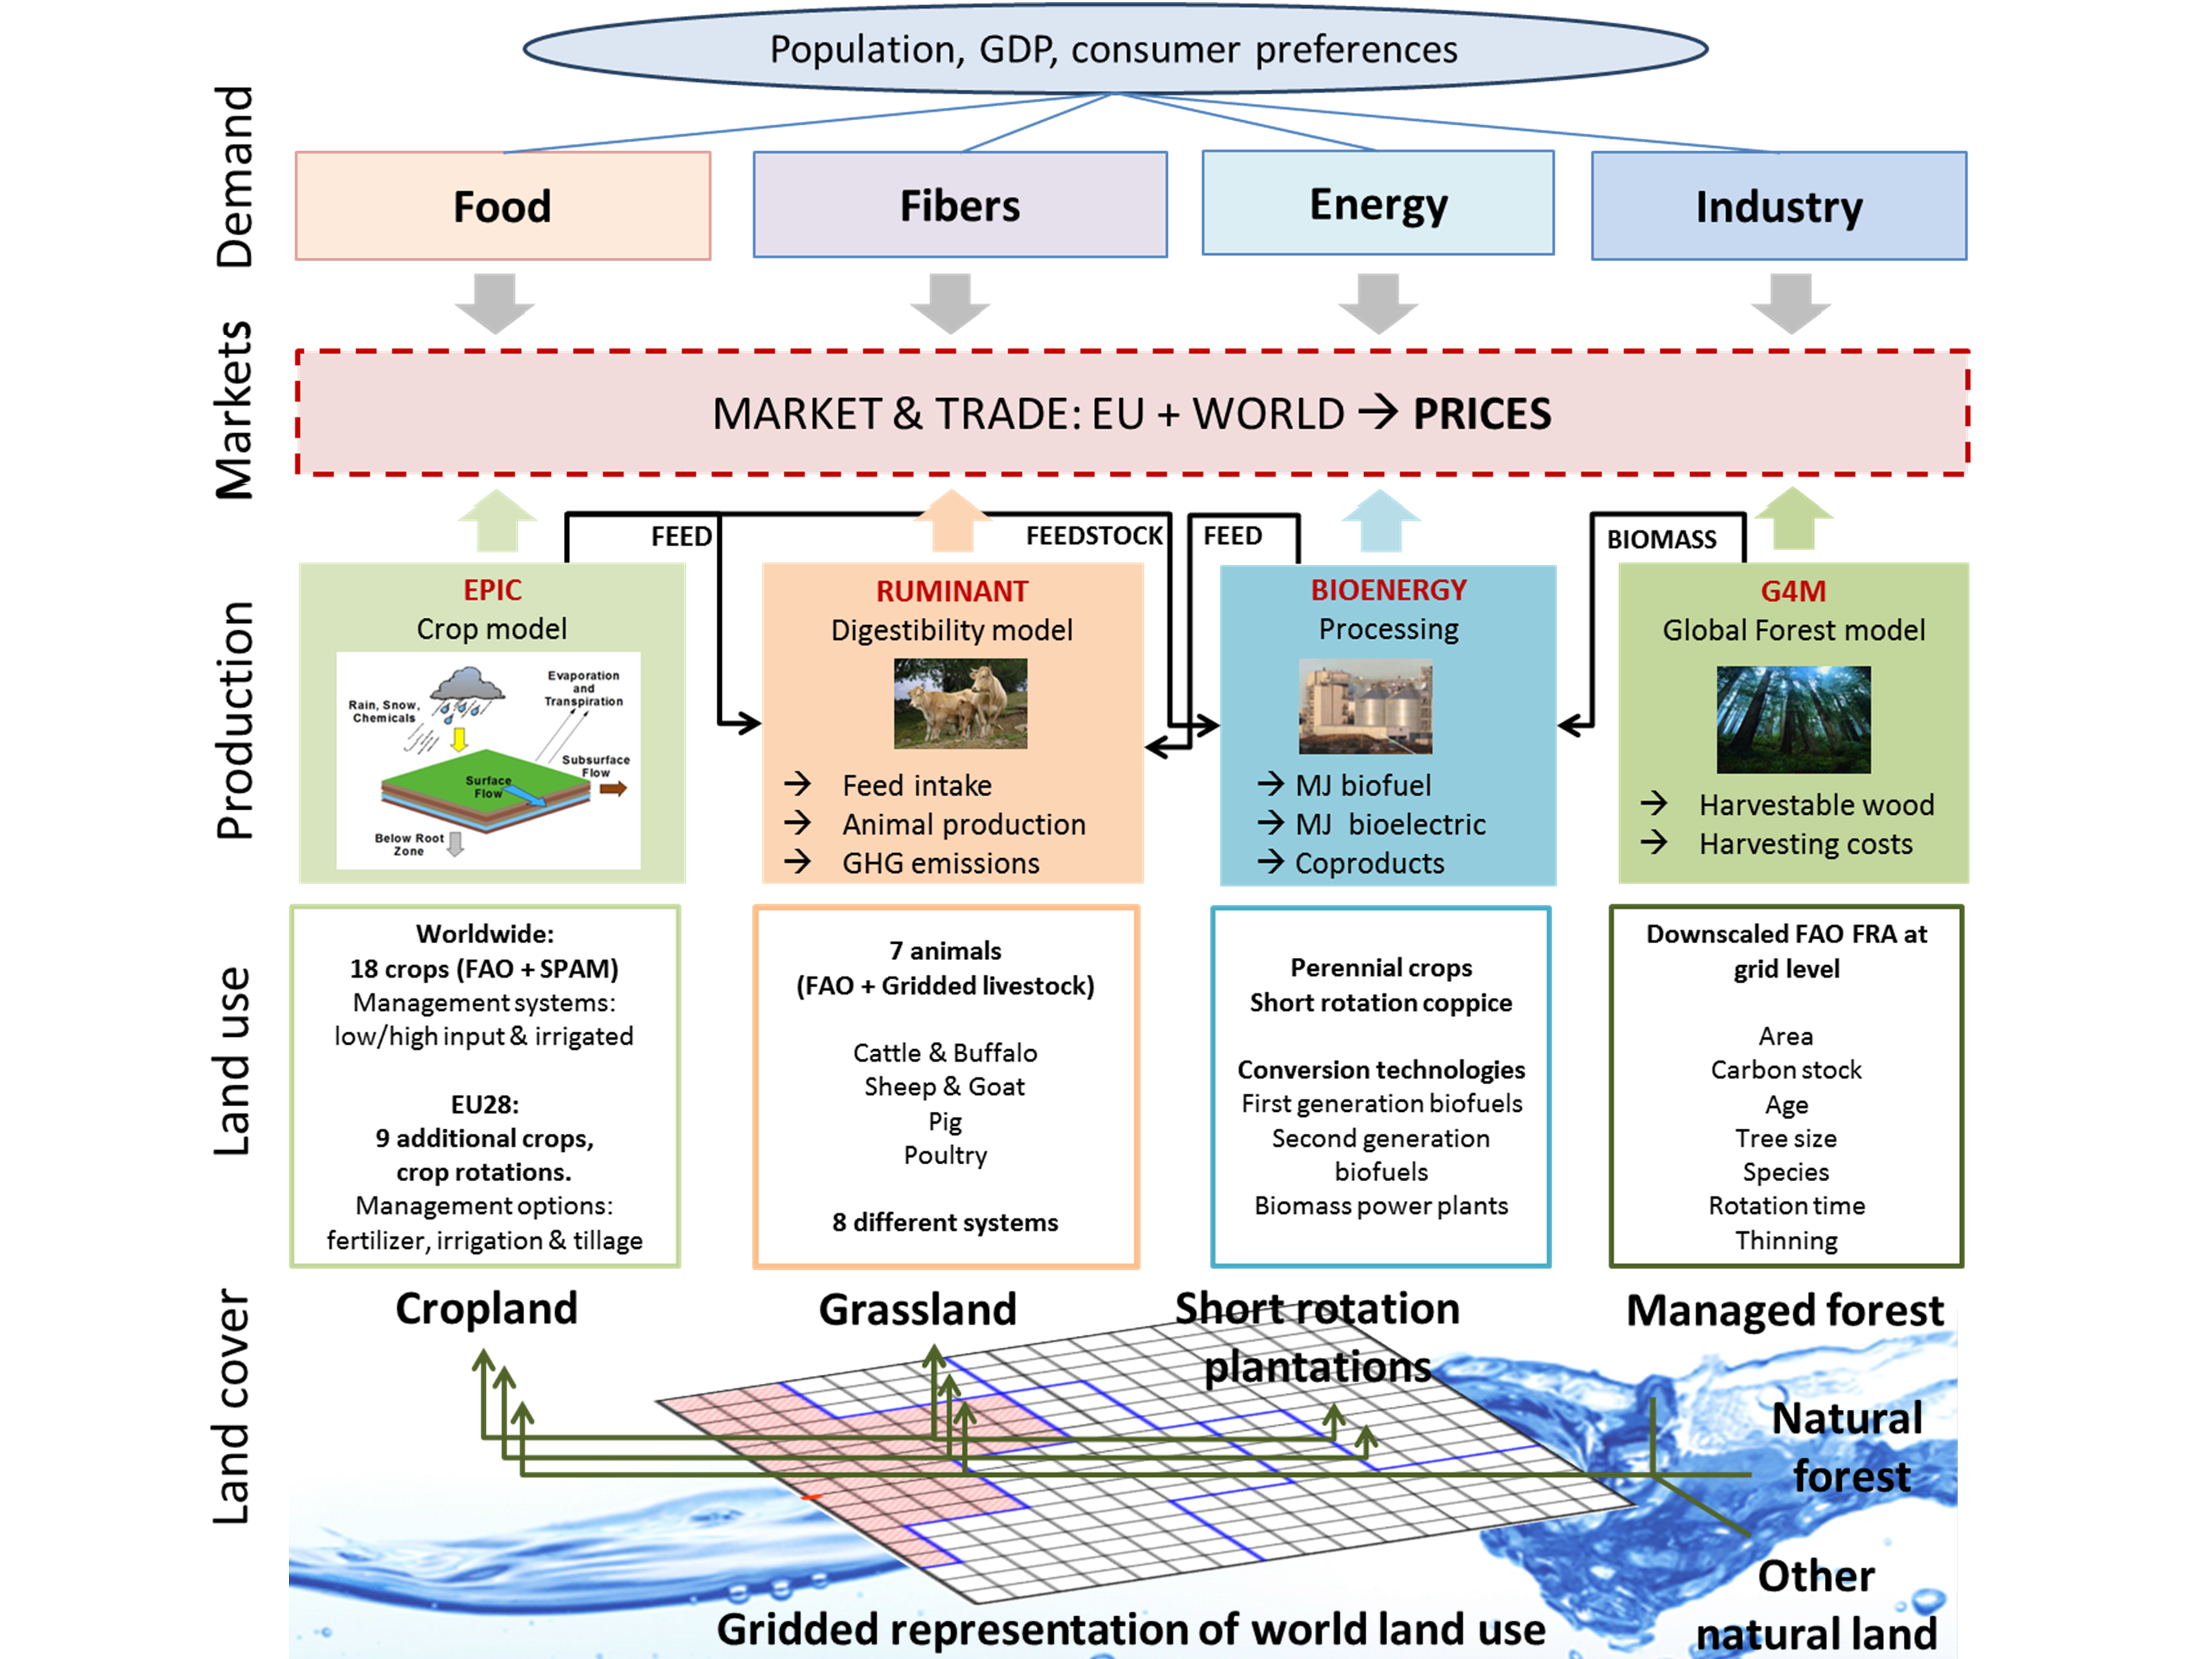 Population, GDP, consumer preferences
Demand
Food
Fibers
Energy
Industry
Markets
MARKET & TRADE: EU + WORLD → PRICES
FEED
FEEDSTOCK
FEED
BIOMASS
Production
EPIC
Crop model
Rain, Snow,
Chemicals
Evaporation
and
Transpiration
Surface
Flow
Subsurface
Flow
Below Root
Zone
RUMINANT
Digestibility model
→ Feed intake
→ Animal production
→ GHG emissions
BIOENERGY
Processing
→ MJ biofuel
→ MJ bioelectric
→ Coproducts
G4M
Global Forest model
→ Harvestable wood
→ Harvesting costs
Land use
Worldwide:
18 crops (FAO + SPAM)
Management systems:
low/high input & irrigated
EU28:
9 additional crops,
crop rotations.
Management options:
fertilizer, irrigation & tillage
7 animals
(FAO + Gridded livestock)
Cattle & Buffalo
Sheep & Goat
Pig
Poultry
8 different systems
Perennial crops
Short rotation coppice
Conversion technologies
First generation biofuels
Second generation
biofuels
Biomass power plants
Downscaled FAO FRA at
grid level
Area
Carbon stock
Age
Tree size
Species
Rotation time
Thinning
Land cover
Cropland
Grassland
Short rotation
plantations
Managed forest
Natural
forest
Other
natural land
Gridded representation of world land use